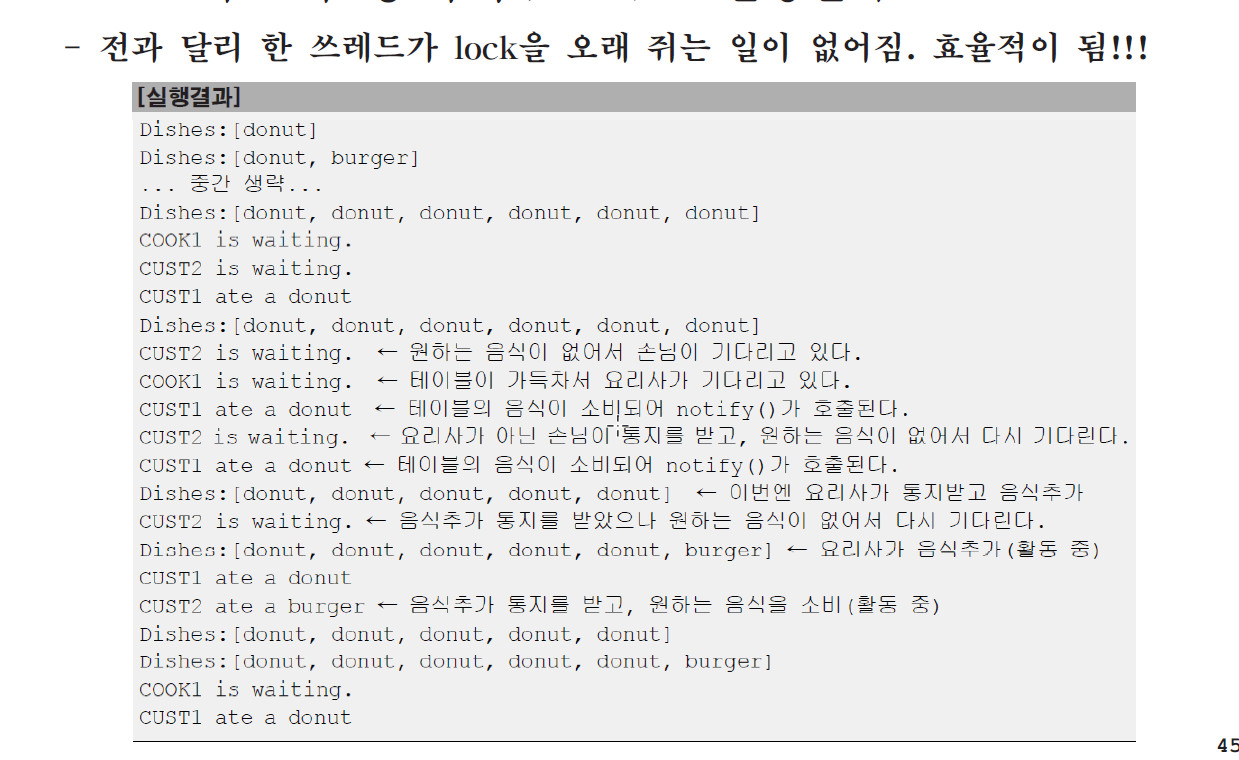 - 전과 달리 한 쓰레드가 lock을 오래 쥐는 일이 없어짐. 효율적이 됨!!!
[실행결과]
Dishes:[donut]
Dishes:[donut, burger]
... 중간 생략...
Dishes:[donut, donut, donut, donut, donut, donut]
COOK1 is waiting.
CUST2 is waiting.
CUST1 ate a donut
Dishes:[donut, donut, donut, donut, donut, donut]
CUST2 is waiting. ← 원하는 음식이 없어서 손님이 기다리고 있다.
COOK1 is waiting. ← 테이블이 가득차서 요리사가 기다리고 있다.
CUST1 ate a donut ← 테이블의 음식이 소비되어 notify()가 호출된다.
CUST2 is waiting. ← 요리사가 아닌 손님이 통지를 받고, 원하는 음식이 없어서 다시 기다린다.
CUST1 ate a donut ← 테이블의 음식이 소비되어 notify()가 호출된다.
Dishes:[donut, donut, donut, donut, donut] ← 이번엔 요리사가 통지받고 음식추가
CUST2 is waiting. ← 음식추가 통지를 받았으나 원하는 음식이 없어서 다시 기다린다.
Dishes:[donut, donut, donut, donut, donut, burger] ← 요리사가 음식추가(활동 중)
CUST1 ate a donut
CUST2 ate a burger ← 음식추가 통지를 받고, 원하는 음식을 소비(활동 중)
Dishes:[donut, donut, donut, donut, donut]
Dishes:[donut, donut, donut, donut, donut, burger]
COOK1 is waiting.
CUST1 ate a donut
45